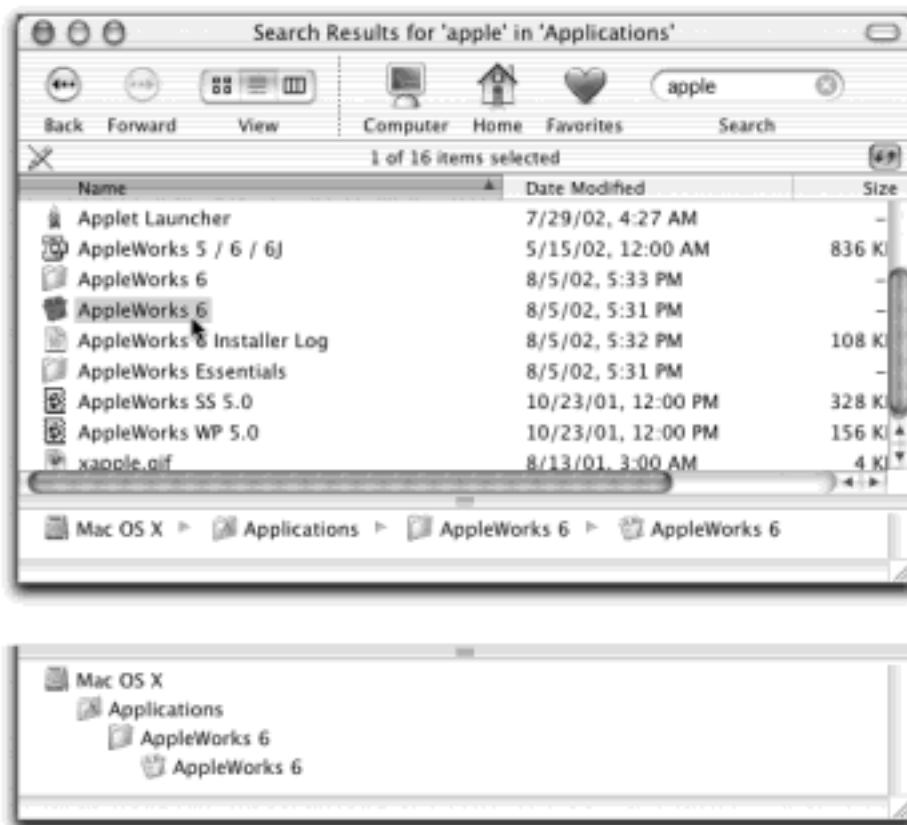 Search Results for 'apple' in 'Applications'
apple
Back Forward View Computer Home Favorites Search
1 of 16 items selected
Name Date Modified Size
Applet Launcher 7/29/02, 4:27 AM –
AppleWorks 5 / 6 / 6J 5/15/02, 12:00 AM 836 K
AppleWorks 6 8/5/02, 5:33 PM –
AppleWorks 6 8/5/02, 5:31 PM –
AppleWorks 6 Installer Log 8/5/02, 5:32 PM 108 K
AppleWorks Essentials 8/5/02, 5:31 PM –
AppleWorks SS 5.0 10/23/01, 12:00 PM 328 K
AppleWorks WP 5.0 10/23/01, 12:00 PM 156 K
xapple.gif 8/13/01, 3:00 AM 4 K
Mac OS X Applications AppleWorks 6 AppleWorks 6
Mac OS X
Applications
AppleWorks 6
AppleWorks 6